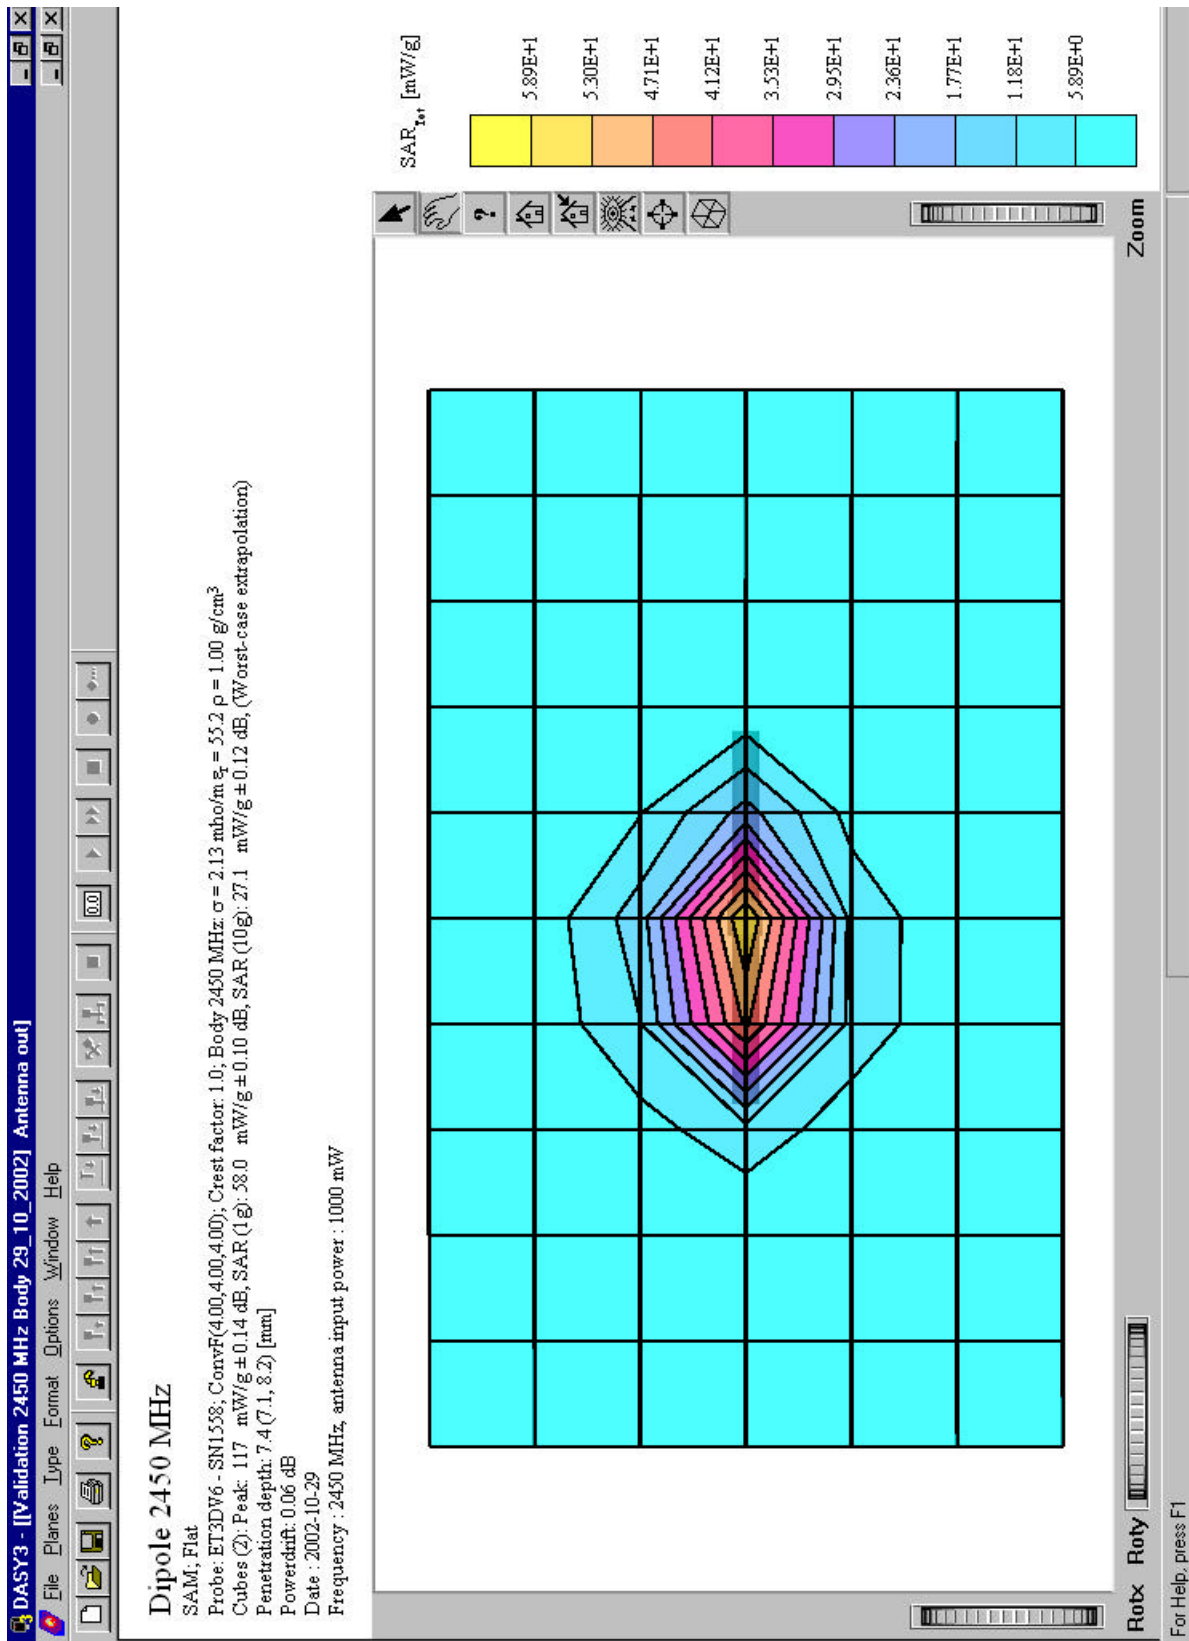 DASY3 - [[Validation 2450 MHz Body 29_10_2002] Antenna out]
File Planes Type Format Options Window Help
0.0
Dipole 2450 MHz
SAM; Flat
Probe: ET3DV6 - SN1558; ConvF(4.00,4.00,4.00); Crest factor: 1.0; Body 2450 MHz: σ = 2.13 mho/m εr = 55.2 ρ = 1.00 g/cm³
Cubes (2): Peak: 117 mW/g ± 0.14 dB, SAR (1g): 58.0 mW/g ± 0.10 dB, SAR (10g): 27.1 mW/g ± 0.12 dB, (Worst-case extrapolation)
Penetration depth: 7.4 (7.1, 8.2) [mm]
Powerdrift: 0.06 dB
Date : 2002-10-29
Frequency : 2450 MHz, antenna input power : 1000 mW
SARTot [mW/g]
5.89E+1
5.30E+1
4.71E+1
4.12E+1
3.53E+1
2.95E+1
2.36E+1
1.77E+1
1.18E+1
5.89E+0
Rotx Roty Zoom
For Help, press F1